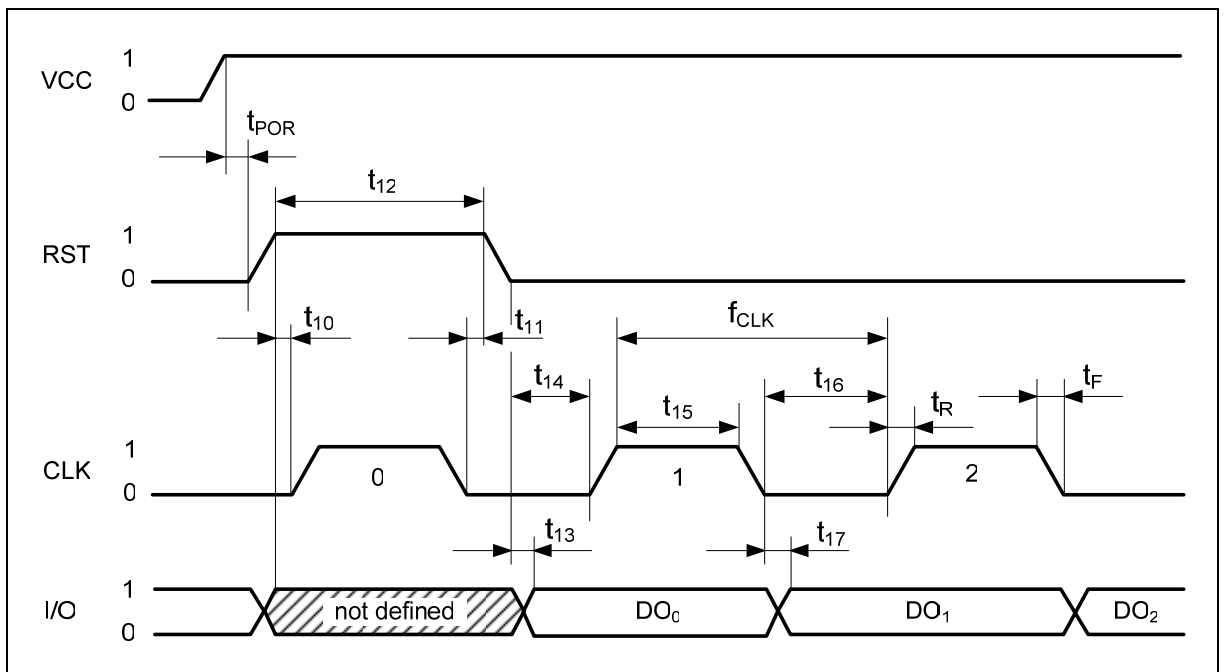 VCC
1
0
tPOR
t12
RST
1
0
t10
t11
fCLK
t14
t15
t16
tR
tF
CLK
1
0
0
1
2
t13
t17
I/O
1
0
not defined
DO0
DO1
DO2